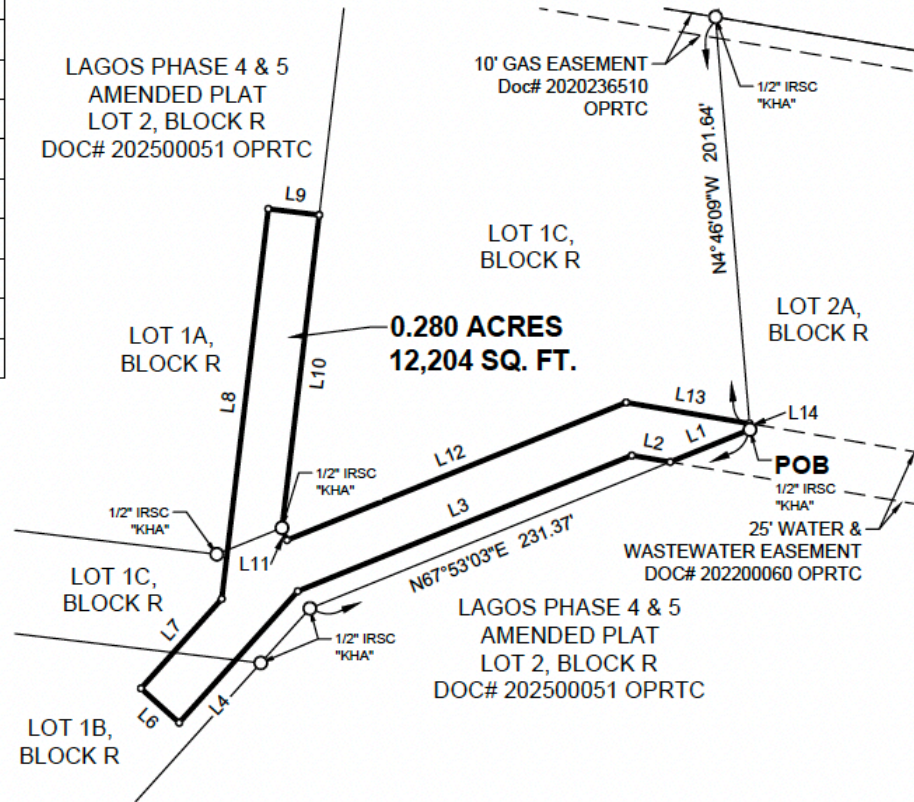 LAGOS PHASE 4 & 5
AMENDED PLAT
LOT 2, BLOCK R
DOC# 202500051 OPRTC
10' GAS EASEMENT
Doc# 2020236510
OPRTC
1/2" IRSC
"KHA"
N4°46'09"W 201.64'
L9
LOT 1C,
BLOCK R
LOT 2A,
BLOCK R
LOT 1A,
BLOCK R
0.280 ACRES
12,204 SQ. FT.
L8
L10
L13
L14
L12
L2
L1
POB
1/2" IRSC
"KHA"
1/2" IRSC
"KHA"
1/2" IRSC
"KHA"
L3
25' WATER &
WASTEWATER EASEMENT
DOC# 202200060 OPRTC
L11
N67°53'03"E 231.37'
LOT 1C,
BLOCK R
LAGOS PHASE 4 & 5
AMENDED PLAT
LOT 2, BLOCK R
DOC# 202500051 OPRTC
L7
1/2" IRSC
"KHA"
L6
L4
LOT 1B,
BLOCK R